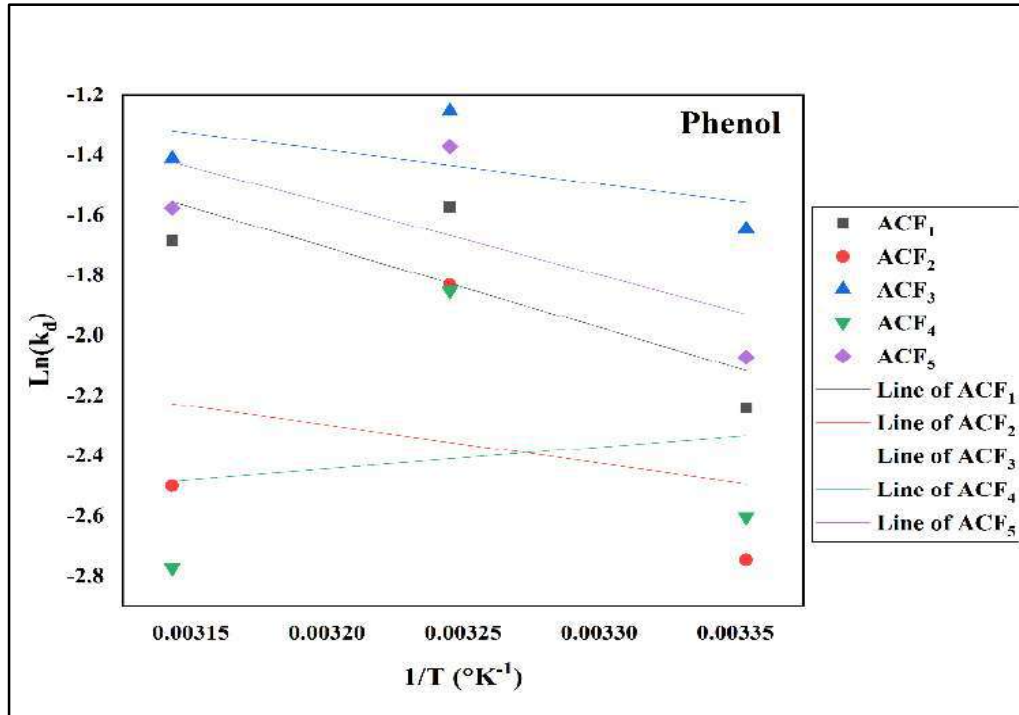 Phenol
-1.2
-1.4
-1.6
-1.8
-2.0
-2.2
-2.4
-2.6
-2.8
Ln(k_d)
0.00315 0.00320 0.00325 0.00330 0.00335
1/T (°K⁻¹)
ACF₁
ACF₂
ACF₃
ACF₄
ACF₅
Line of ACF₁
Line of ACF₂
Line of ACF₃
Line of ACF₄
Line of ACF₅